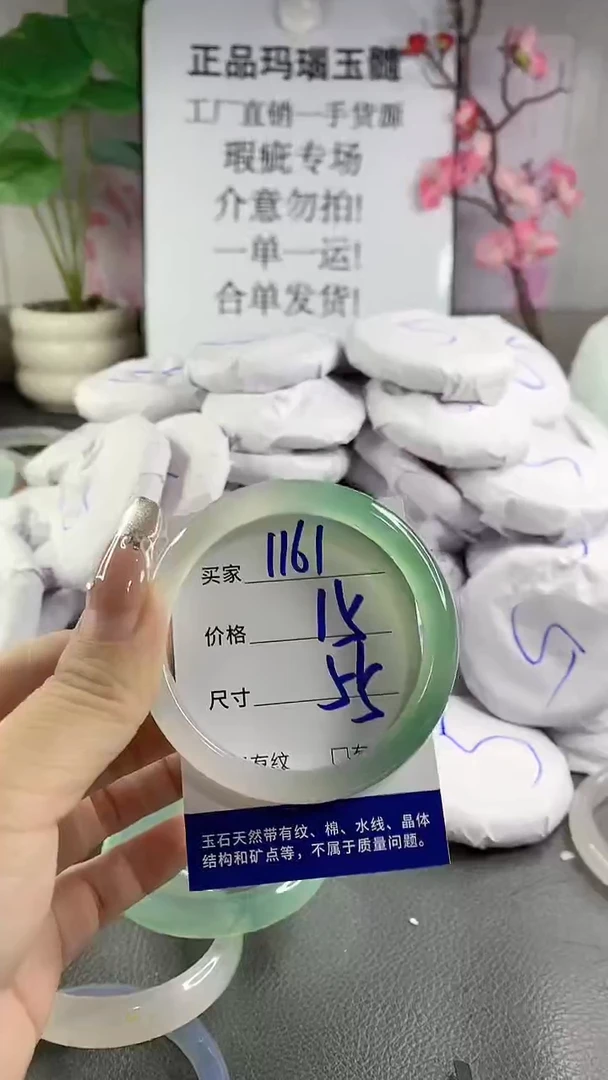 正品玛瑙玉髓
工厂直销一手货源
瑕疵专场
介意勿拍!
一单一运!
合单发货!
买家 1161
价格 15
尺寸 55
有纹
玉石天然带有纹、棉、水线、晶体
结构和矿点等，不属于质量问题。